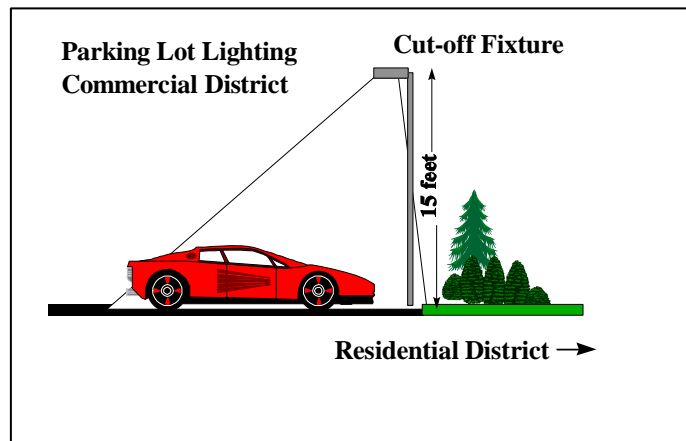 Parking Lot Lighting
Commercial District
Cut-off Fixture
15 feet
Residential District